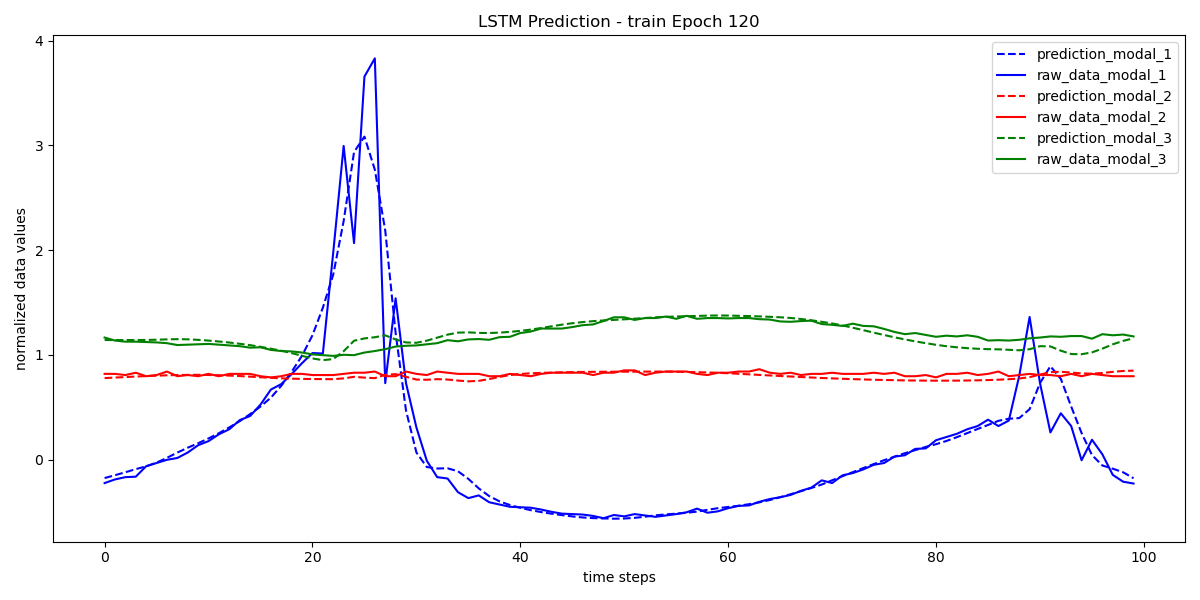 LSTM Prediction - train Epoch 120
4
3
2
1
0
normalized data values
prediction_modal_1
raw_data_modal_1
prediction_modal_2
raw_data_modal_2
prediction_modal_3
raw_data_modal_3
0 20 40 60 80 100
time steps